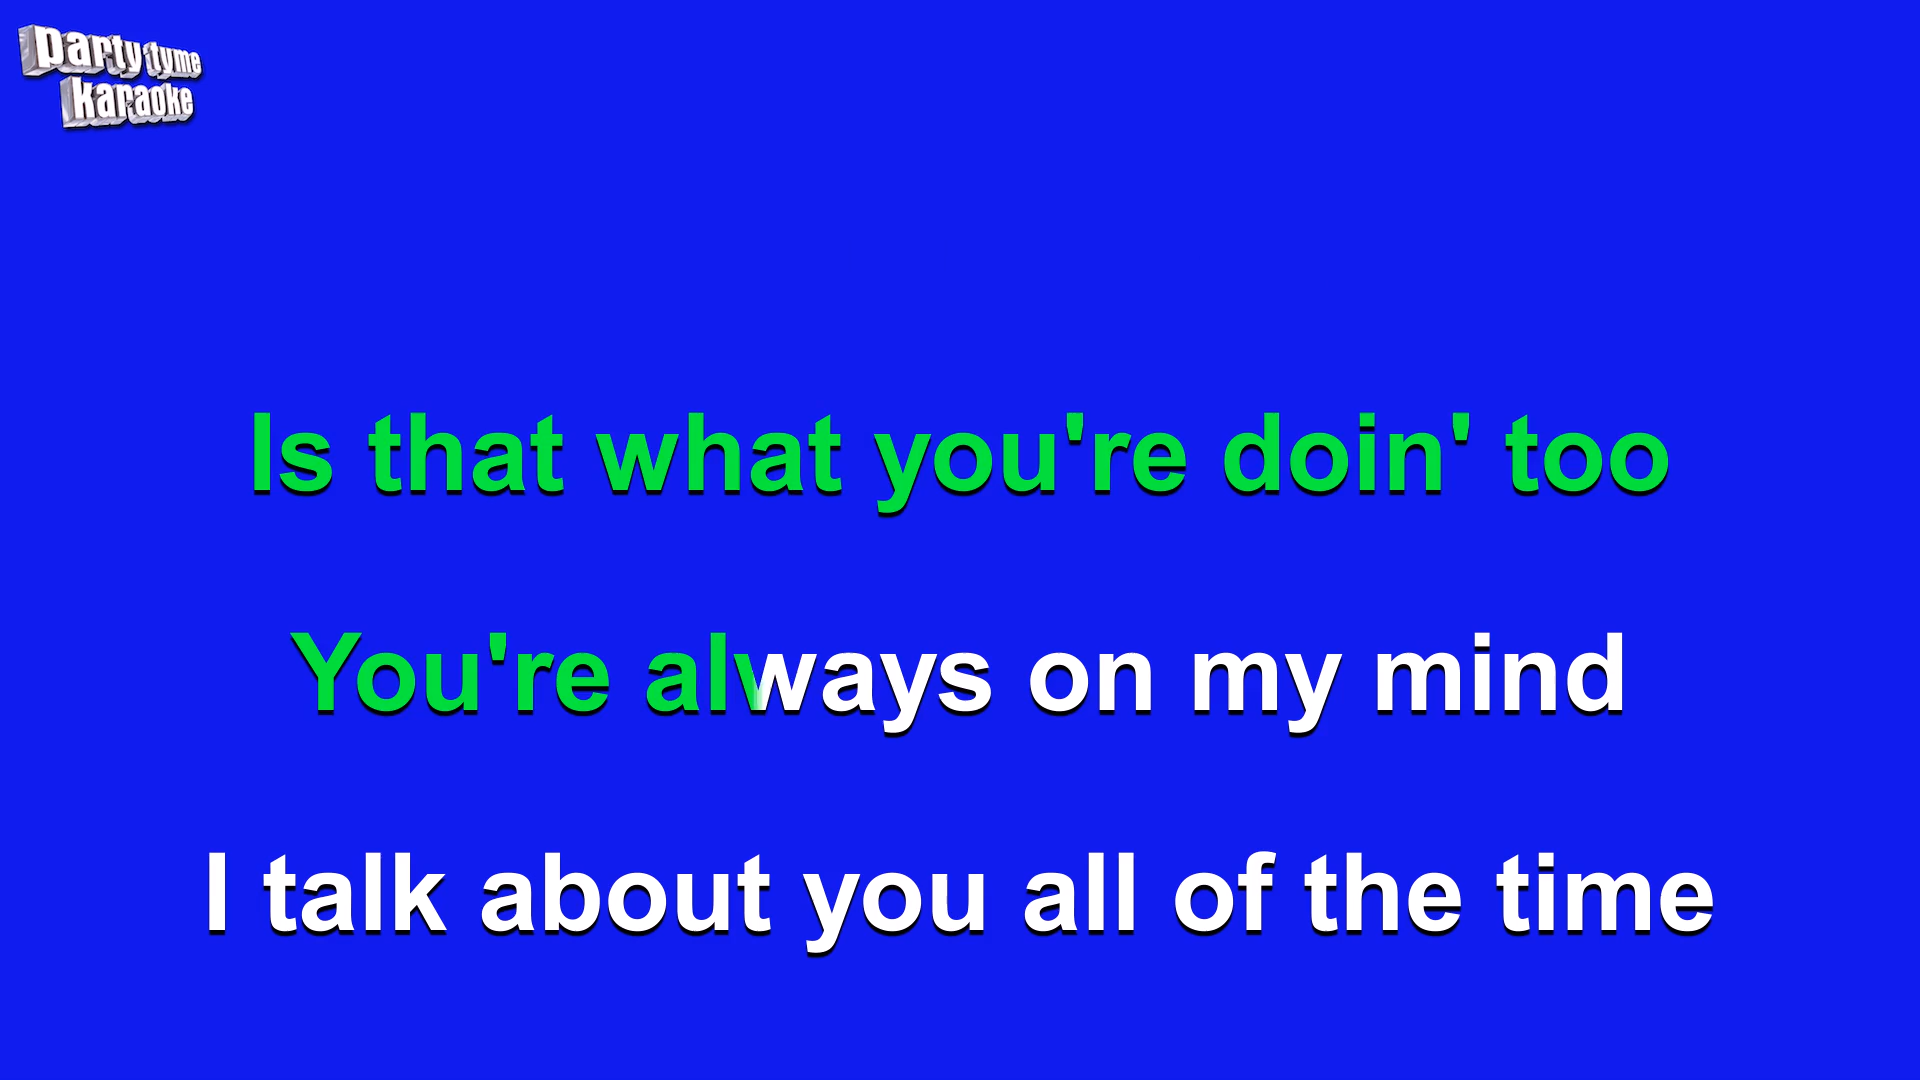 party tyme
karaoke
Is that what you're doin' too
You're always on my mind
I talk about you all of the time